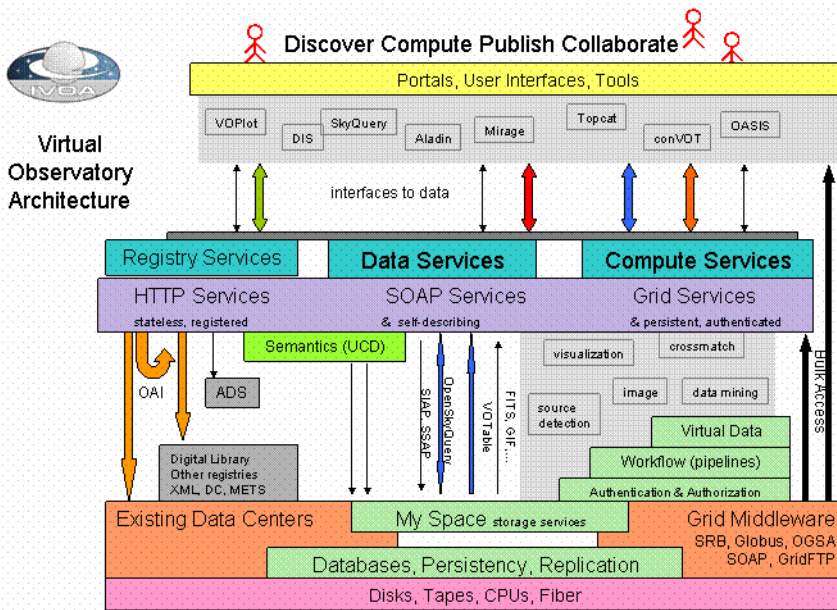 Discover Compute Publish Collaborate
IVOA
Portals, User Interfaces, Tools
Virtual
Observatory
Architecture
VOPlot
DIS
SkyQuery
Aladin
Mirage
Topcat
conVOT
OASIS
interfaces to data
Registry Services
Data Services
Compute Services
HTTP Services
stateless, registered
SOAP Services
& self-describing
Grid Services
& persistent, authenticated
Semantics (UCD)
OAI
ADS
SIAP, SSAP
OpenSkyQuery
VOTable
FITS, GIF,...
visualization
crossmatch
image
data mining
source
detection
Bulk Access
Virtual Data
Workflow (pipelines)
Authentication & Authorization
Digital Library
Other registries
XML, DC, METS
Existing Data Centers
My Space storage services
Grid Middleware
SRB, Globus, OGSA
SOAP, GridFTP
Databases, Persistency, Replication
Disks, Tapes, CPUs, Fiber